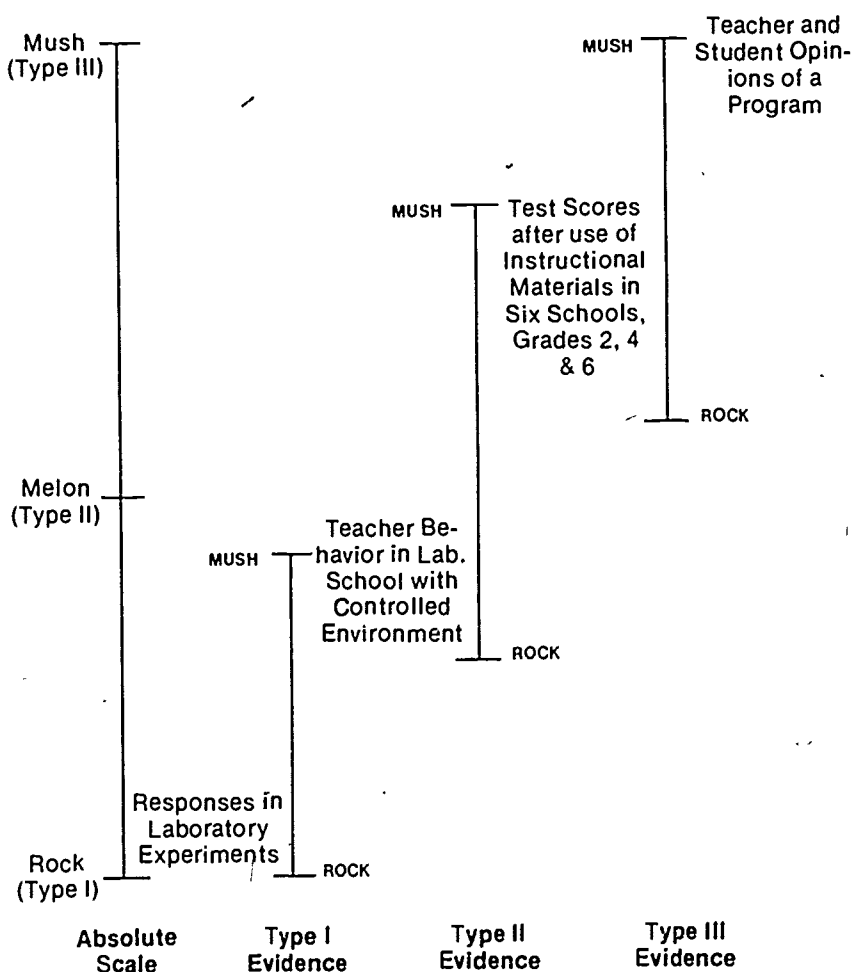 Mush
(Type III)
MUSH
Teacher and
Student Opin-
ions of a
Program
MUSH
Test Scores
after use of
Instructional
Materials in
Six Schools,
Grades 2, 4
& 6
ROCK
Melon
(Type II)
MUSH
Teacher Be-
havior in Lab.
School with
Controlled
Environment
ROCK
Responses in
Laboratory
Experiments
Rock
(Type I)
ROCK
Absolute
Scale
Type I
Evidence
Type II
Evidence
Type III
Evidence